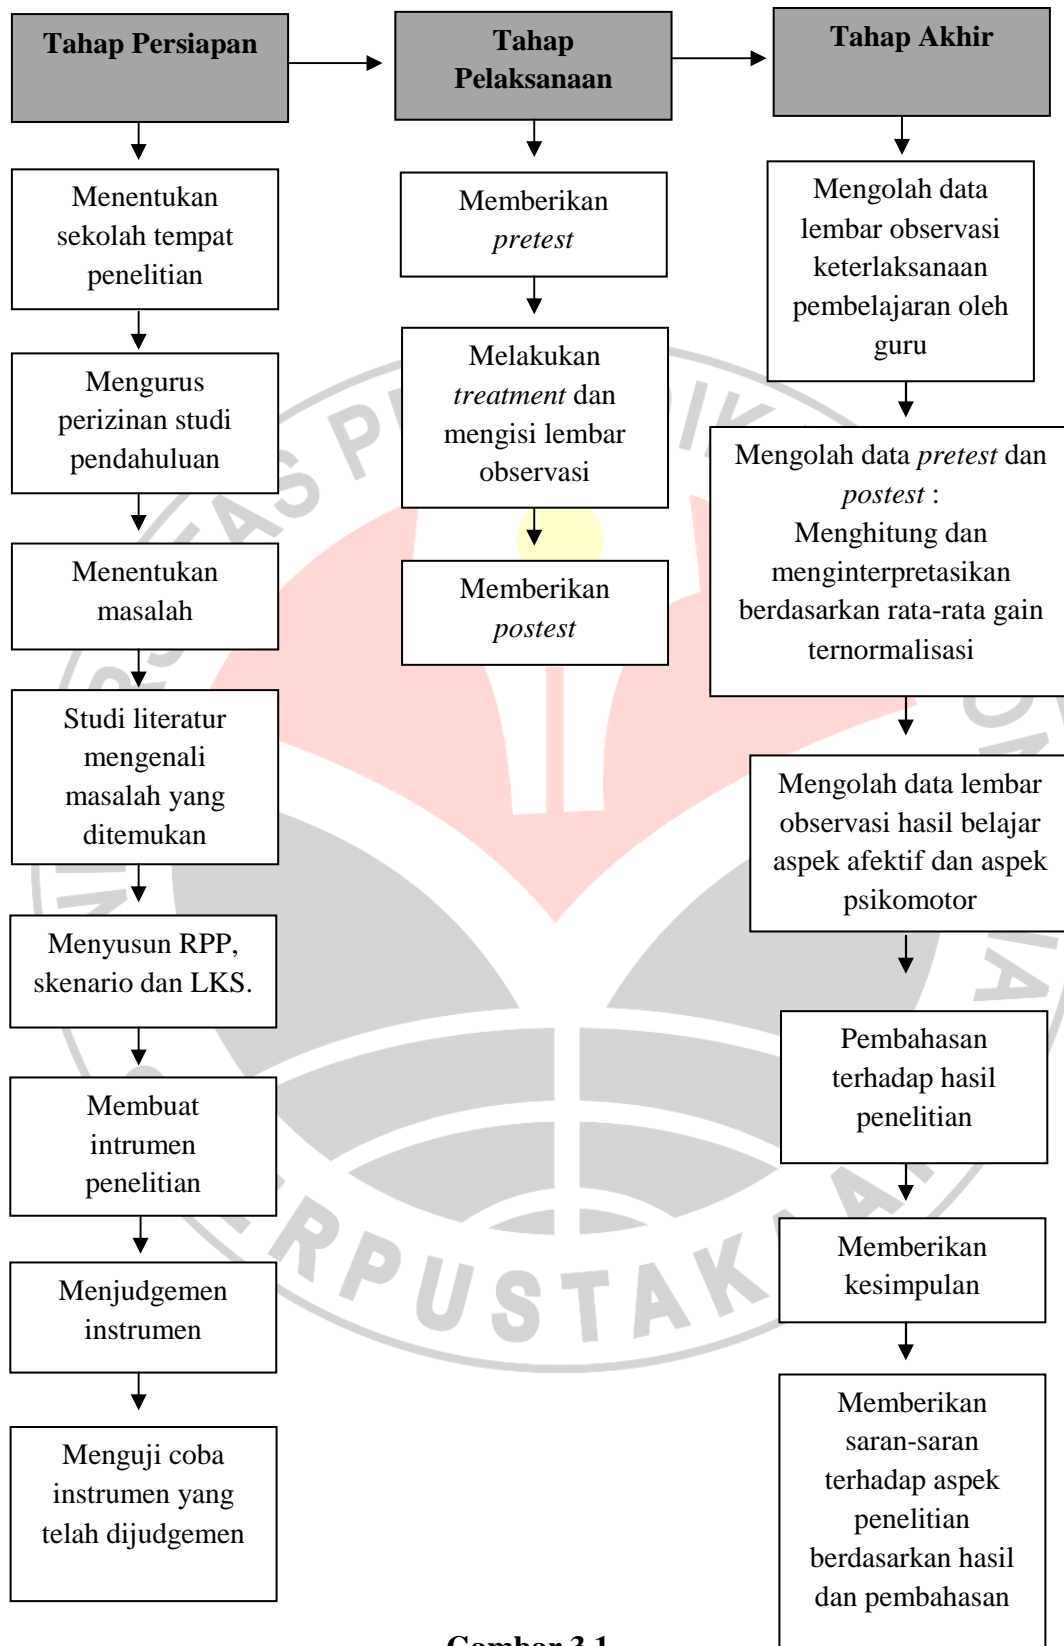 Tahap Persiapan
Menentukan
sekolah tempat
penelitian
Mengurus
perizinan studi
pendahuluan
Menentukan
masalah
Studi literatur
mengenali
masalah yang
ditemukan
Menyusun RPP,
skenario dan LKS.
Membuat
intrumen
penelitian
Menjudgemen
instrumen
Menguji coba
instrumen yang
telah dijudgemen
Tahap
Pelaksanaan
Memberikan
pretest
Melakukan
treatment dan
mengisi lembar
observasi
Memberikan
postest
Tahap Akhir
Mengolah data
lembar observasi
keterlaksanaan
pembelajaran oleh
guru
Mengolah data pretest dan
postest :
Menghitung dan
menginterpretasikan
berdasarkan rata-rata gain
ternormalisasi
Mengolah data lembar
observasi hasil belajar
aspek afektif dan aspek
psikomotor
Pembahasan
terhadap hasil
penelitian
Memberikan
kesimpulan
Memberikan
saran-saran
terhadap aspek
penelitian
berdasarkan hasil
dan pembahasan
Gambar 3.1